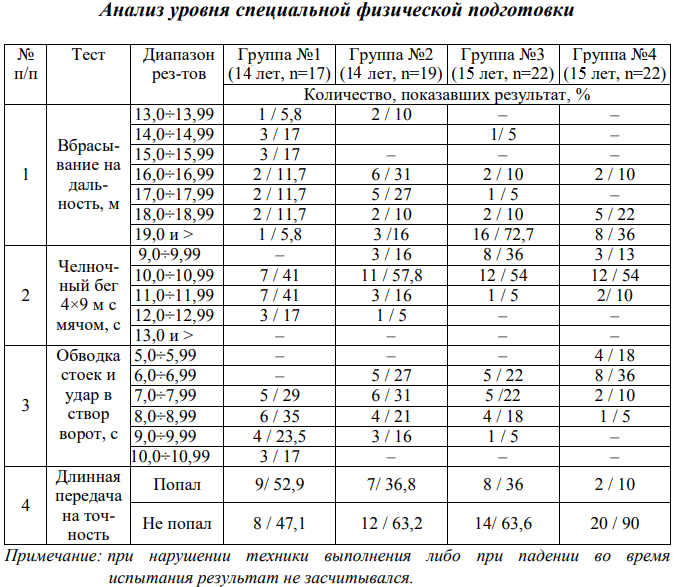 Анализ уровня специальной физической подготовки
№ п/п | Тест | Диапазон рез-тов | Группа №1 (14 лет, n=17) | Группа №2 (14 лет, n=19) | Группа №3 (15 лет, n=22) | Группа №4 (15 лет, n=22)
Количество, показавших результат, %
1 | Вбрасы-вание на даль-ность, м
13,0÷13,99 | 1 / 5,8 | 2 / 10 | – | –
14,0÷14,99 | 3 / 17 | | 1/ 5 | –
15,0÷15,99 | 3 / 17 | – | – | –
16,0÷16,99 | 2 / 11,7 | 6 / 31 | 2 / 10 | 2 / 10
17,0÷17,99 | 2 / 11,7 | 5 / 27 | 1 / 5 | –
18,0÷18,99 | 2 / 11,7 | 2 / 10 | 2 / 10 | 5 / 22
19,0 и > | 1 / 5,8 | 3 /16 | 16 / 72,7 | 8 / 36
2 | Челноч-ный бег 4×9 м с мячом, с
9,0÷9,99 | – | 3 / 16 | 8 / 36 | 3 / 13
10,0÷10,99 | 7 / 41 | 11 / 57,8 | 12 / 54 | 12 / 54
11,0÷11,99 | 7 / 41 | 3 / 16 | 1 / 5 | 2/ 10
12,0÷12,99 | 3 / 17 | 1 / 5 | – | –
13,0 и > | – | – | – | –
3 | Обводка стоек и удар в створ ворот, с
5,0÷5,99 | – | – | – | 4 / 18
6,0÷6,99 | – | 5 / 27 | 5 / 22 | 8 / 36
7,0÷7,99 | 5 / 29 | 6 / 31 | 5 /22 | 2 / 10
8,0÷8,99 | 6 / 35 | 4 / 21 | 4 / 18 | 1 / 5
9,0÷9,99 | 4 / 23,5 | 3 / 16 | 1 / 5 | –
10,0÷10,99 | 3 / 17 | – | – | –
4 | Длинная передача на точ-ность
Попал | 9/ 52,9 | 7/ 36,8 | 8 / 36 | 2 / 10
Не попал | 8 / 47,1 | 12 / 63,2 | 14/ 63,6 | 20 / 90
Примечание: при нарушении техники выполнения либо при падении во время
испытания результат не засчитывался.